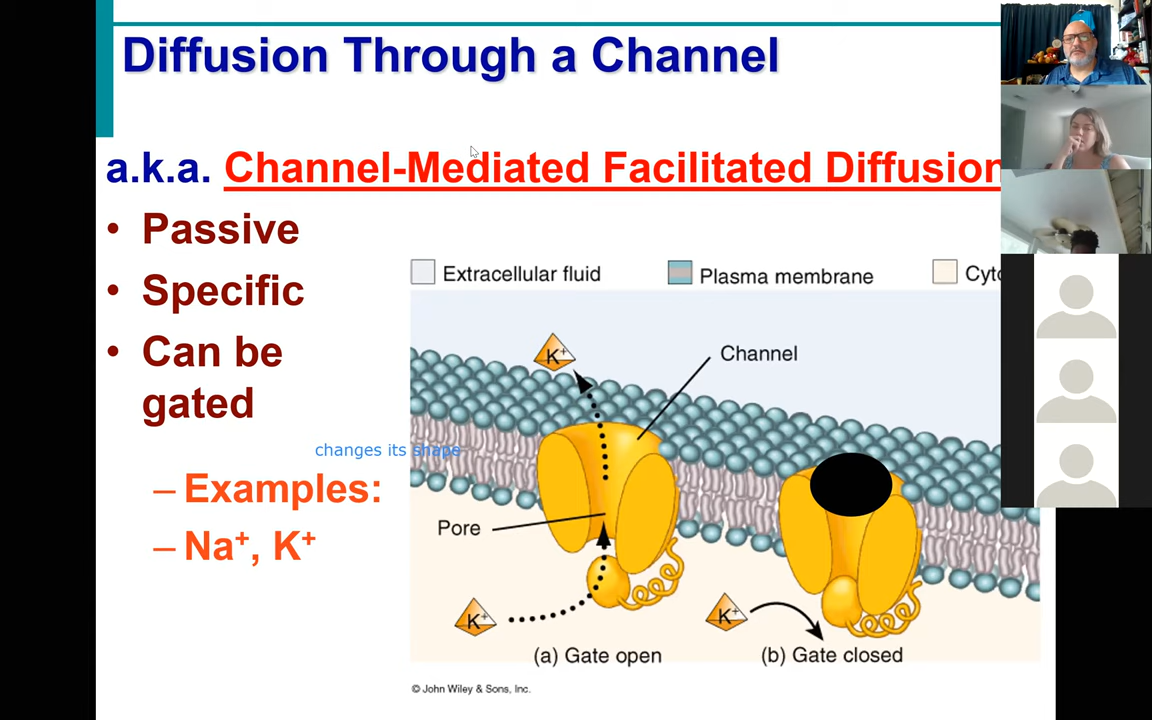 Diffusion Through a Channel
a.k.a. Channel-Mediated Facilitated Diffusion
• Passive
• Specific
• Can be
gated
changes its shape
– Examples:
– Na⁺, K⁺
Extracellular fluid
Plasma membrane
Cyto
K⁺
Channel
Pore
K⁺
K⁺
(a) Gate open
(b) Gate closed
© John Wiley & Sons, Inc.